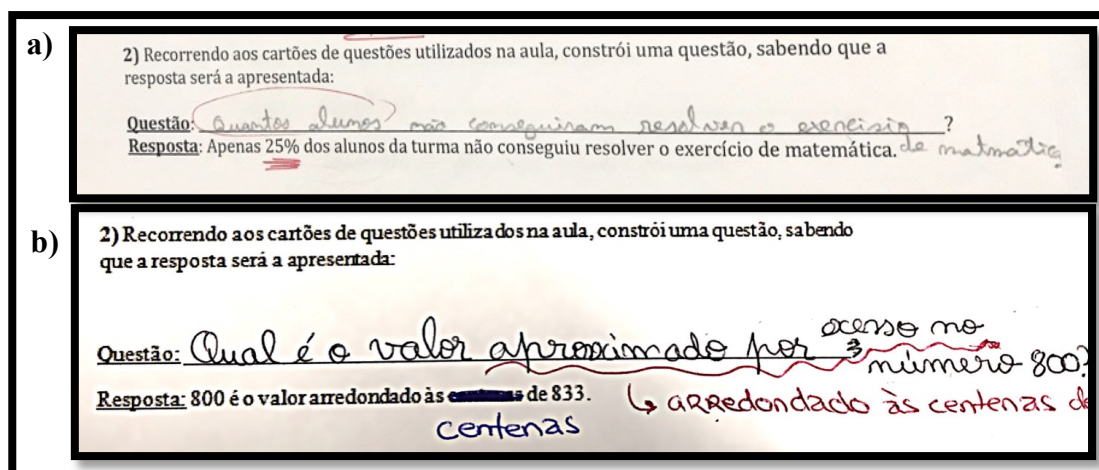 a)
2) Recorrendo aos cartões de questões utilizados na aula, constrói uma questão, sabendo que a
resposta será a apresentada:
Questão: Quantos alunos não conseguiram resolver o exercísio ?
Resposta: Apenas 25% dos alunos da turma não conseguiu resolver o exercício de matemática. de matmática
b)
2) Recorrendo aos cartões de questões utilizados na aula, constrói uma questão, sabendo
que a resposta será a apresentada:
Questão: Qual é o valor aproximado por no
número 800?
Resposta: 800 é o valor arredondado às de 833. ↳ arredondado às centenas de
centenas